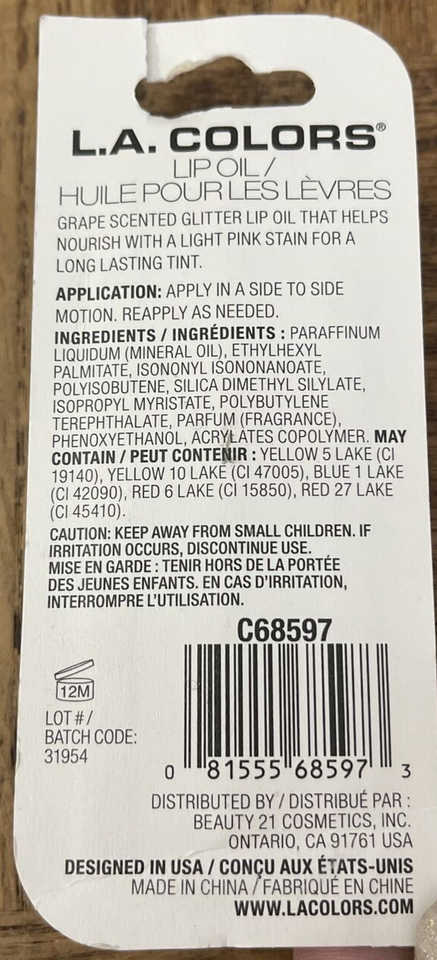 L.A. COLORS®
LIP OIL /
HUILE POUR LES LÈVRES
GRAPE SCENTED GLITTER LIP OIL THAT HELPS
NOURISH WITH A LIGHT PINK STAIN FOR A
LONG LASTING TINT.
APPLICATION: APPLY IN A SIDE TO SIDE
MOTION. REAPPLY AS NEEDED.
INGREDIENTS / INGRÉDIENTS : PARAFFINUM
LIQUIDUM (MINERAL OIL), ETHYLHEXYL
PALMITATE, ISONONYL ISONONANOATE,
POLYISOBUTENE, SILICA DIMETHYL SILYLATE,
ISOPROPYL MYRISTATE, POLYBUTYLENE
TEREPHTHALATE, PARFUM (FRAGRANCE),
PHENOXYETHANOL, ACRYLATES COPOLYMER. MAY
CONTAIN / PEUT CONTENIR : YELLOW 5 LAKE (CI
19140), YELLOW 10 LAKE (CI 47005), BLUE 1 LAKE
(CI 42090), RED 6 LAKE (CI 15850), RED 27 LAKE
(CI 45410).
CAUTION: KEEP AWAY FROM SMALL CHILDREN. IF
IRRITATION OCCURS, DISCONTINUE USE.
MISE EN GARDE : TENIR HORS DE LA PORTÉE
DES JEUNES ENFANTS. EN CAS D'IRRITATION,
INTERROMPRE L'UTILISATION.
C68597
12M
LOT # /
BATCH CODE:
31954
0 81555 68597 3
DISTRIBUTED BY / DISTRIBUÉ PAR :
BEAUTY 21 COSMETICS, INC.
ONTARIO, CA 91761 USA
DESIGNED IN USA / CONÇU AUX ÉTATS-UNIS
MADE IN CHINA / FABRIQUÉ EN CHINE
WWW.LACOLORS.COM